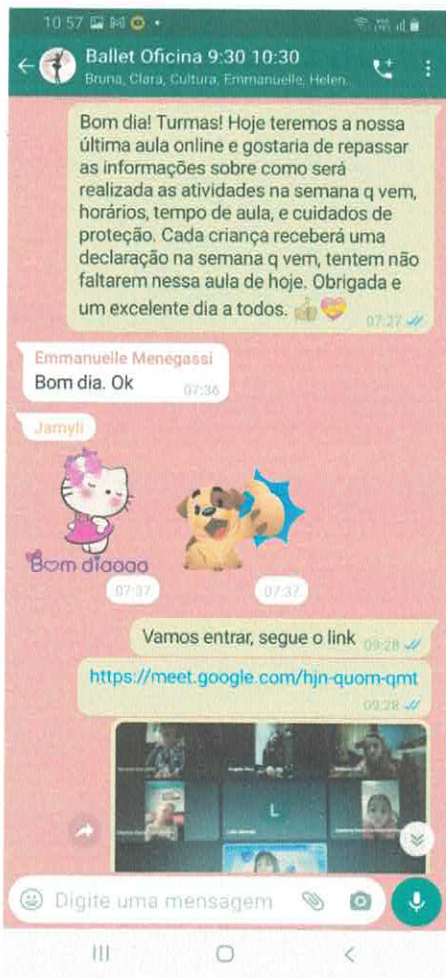 10:57
Ballet Oficina 9:30 10:30
Bruna, Clara, Cultura, Emmanuelle, Helen...
Bom dia! Turmas! Hoje teremos a nossa
última aula online e gostaria de repassar
as informações sobre como será
realizada as atividades na semana q vem,
horários, tempo de aula, e cuidados de
proteção. Cada criança receberá uma
declaração na semana q vem, tentem não
faltarem nessa aula de hoje. Obrigada e
um excelente dia a todos.
07:27
Emmanuelle Menegassi
Bom dia. Ok
07:36
Jamyli
Bom diaaaa
07:37
07:37
Vamos entrar, segue o link
09:28
https://meet.google.com/hjn-quom-qmt
09:28
L
Digite uma mensagem